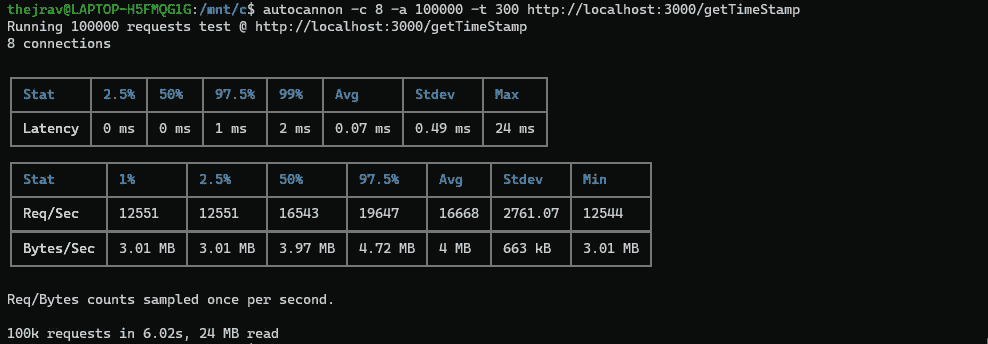 thejrav@LAPTOP-H5FMQG1G:/mnt/c$ autocannon -c 8 -a 100000 -t 300 http://localhost:3000/getTimeStamp
Running 100000 requests test @ http://localhost:3000/getTimeStamp
8 connections
Stat 2.5% 50% 97.5% 99% Avg Stdev Max
Latency 0 ms 0 ms 1 ms 2 ms 0.07 ms 0.49 ms 24 ms
Stat 1% 2.5% 50% 97.5% Avg Stdev Min
Req/Sec 12551 12551 16543 19647 16668 2761.07 12544
Bytes/Sec 3.01 MB 3.01 MB 3.97 MB 4.72 MB 4 MB 663 kB 3.01 MB
Req/Bytes counts sampled once per second.
100k requests in 6.02s, 24 MB read